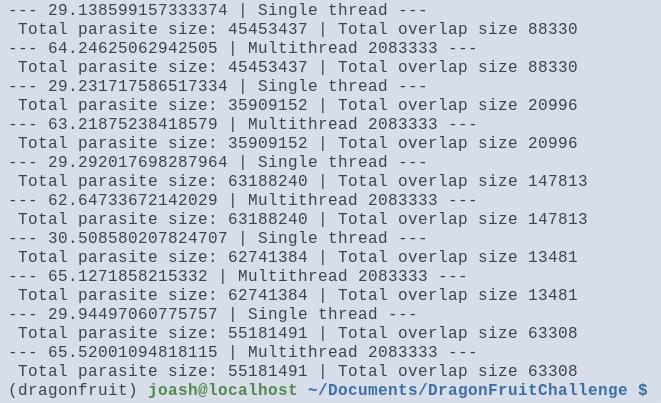 --- 29.138599157333374 | Single thread ---
 Total parasite size: 45453437 | Total overlap size 88330
--- 64.24625062942505 | Multithread 2083333 ---
 Total parasite size: 45453437 | Total overlap size 88330
--- 29.231717586517334 | Single thread ---
 Total parasite size: 35909152 | Total overlap size 20996
--- 63.21875238418579 | Multithread 2083333 ---
 Total parasite size: 35909152 | Total overlap size 20996
--- 29.292017698287964 | Single thread ---
 Total parasite size: 63188240 | Total overlap size 147813
--- 62.64733672142029 | Multithread 2083333 ---
 Total parasite size: 63188240 | Total overlap size 147813
--- 30.508580207824707 | Single thread ---
 Total parasite size: 62741384 | Total overlap size 13481
--- 65.1271858215332 | Multithread 2083333 ---
 Total parasite size: 62741384 | Total overlap size 13481
--- 29.94497060775757 | Single thread ---
 Total parasite size: 55181491 | Total overlap size 63308
--- 65.52001094818115 | Multithread 2083333 ---
 Total parasite size: 55181491 | Total overlap size 63308
(dragonfruit) joash@localhost ~/Documents/DragonFruitChallenge $